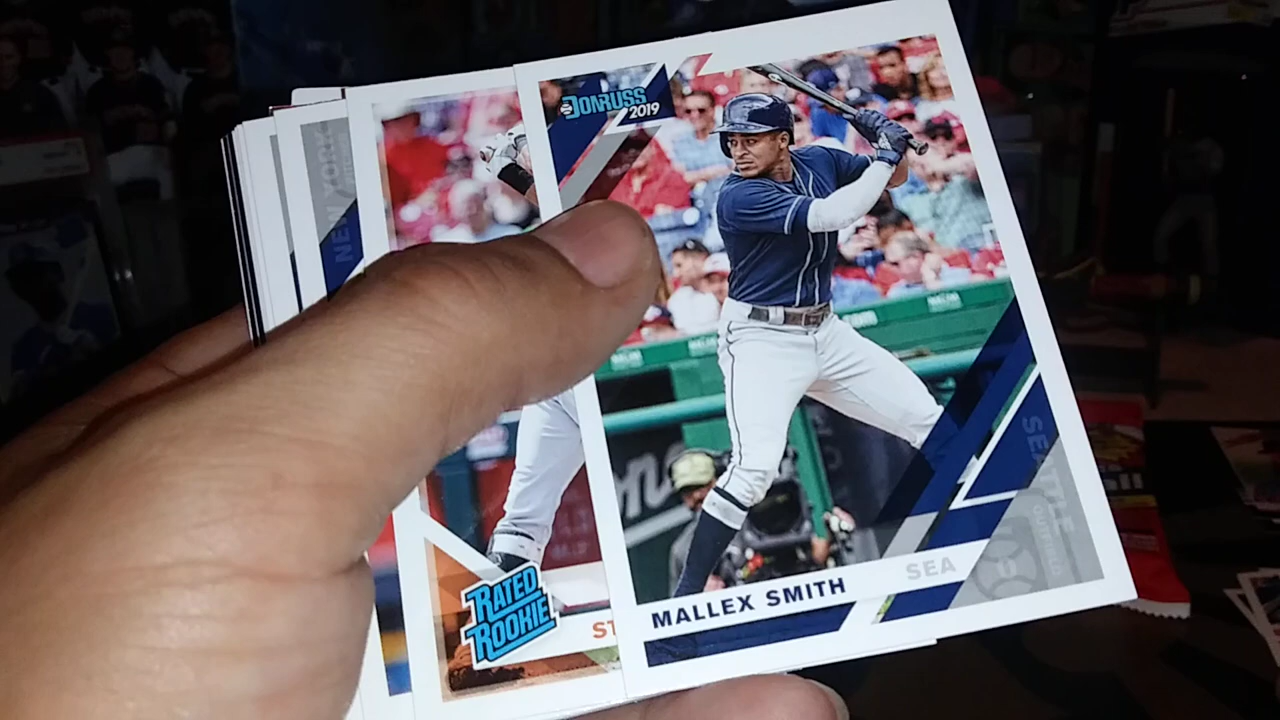 NEW YORK
DONRUSS
2019
SEATTLE
OUTFIELD
RATED
ROOKIE
ST
MALLEX SMITH
SEA